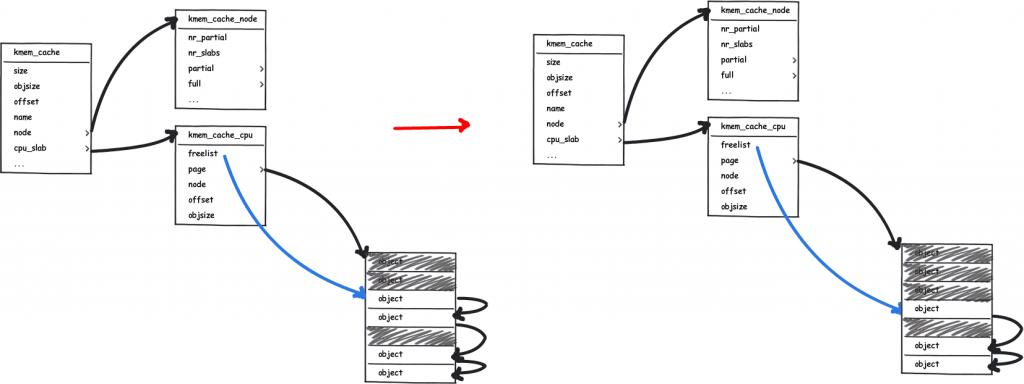 kmem_cache
size
objsize
offset
name
node
cpu_slab
...
kmem_cache_node
nr_partial
nr_slabs
partial
full
...
kmem_cache_cpu
freelist
page
node
offset
objsize
object
object
object
object
object
object
kmem_cache
size
objsize
offset
name
node
cpu_slab
...
kmem_cache_node
nr_partial
nr_slabs
partial
full
...
kmem_cache_cpu
freelist
page
node
offset
objsize
object
object
object
object
object
object